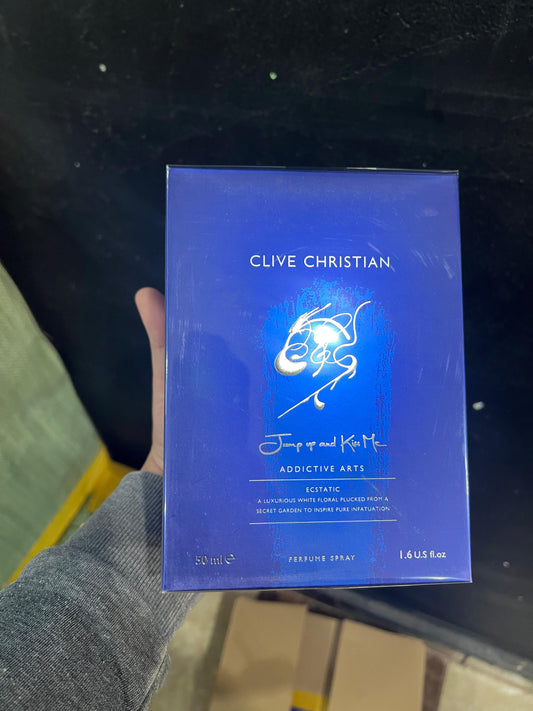 CLIVE CHRISTIAN
Jump up and Kiss Me
ADDICTIVE ARTS
ECSTATIC
A LUXURIOUS WHITE FLORAL PLUCKED FROM A
SECRET GARDEN TO INSPIRE PURE INFATUATION
50 ml ℮
PERFUME SPRAY
1.6 U.S fl.oz